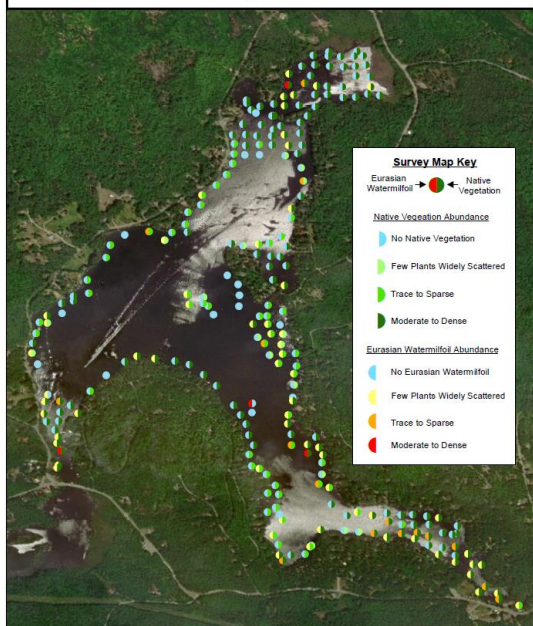 Survey Map Key
Eurasian
Watermilfoil
Native
Vegetation
Native Vegeation Abundance
No Native Vegetation
Few Plants Widely Scattered
Trace to Sparse
Moderate to Dense
Eurasian Watermilfoil Abundance
No Eurasian Watermilfoil
Few Plants Widely Scattered
Trace to Sparse
Moderate to Dense